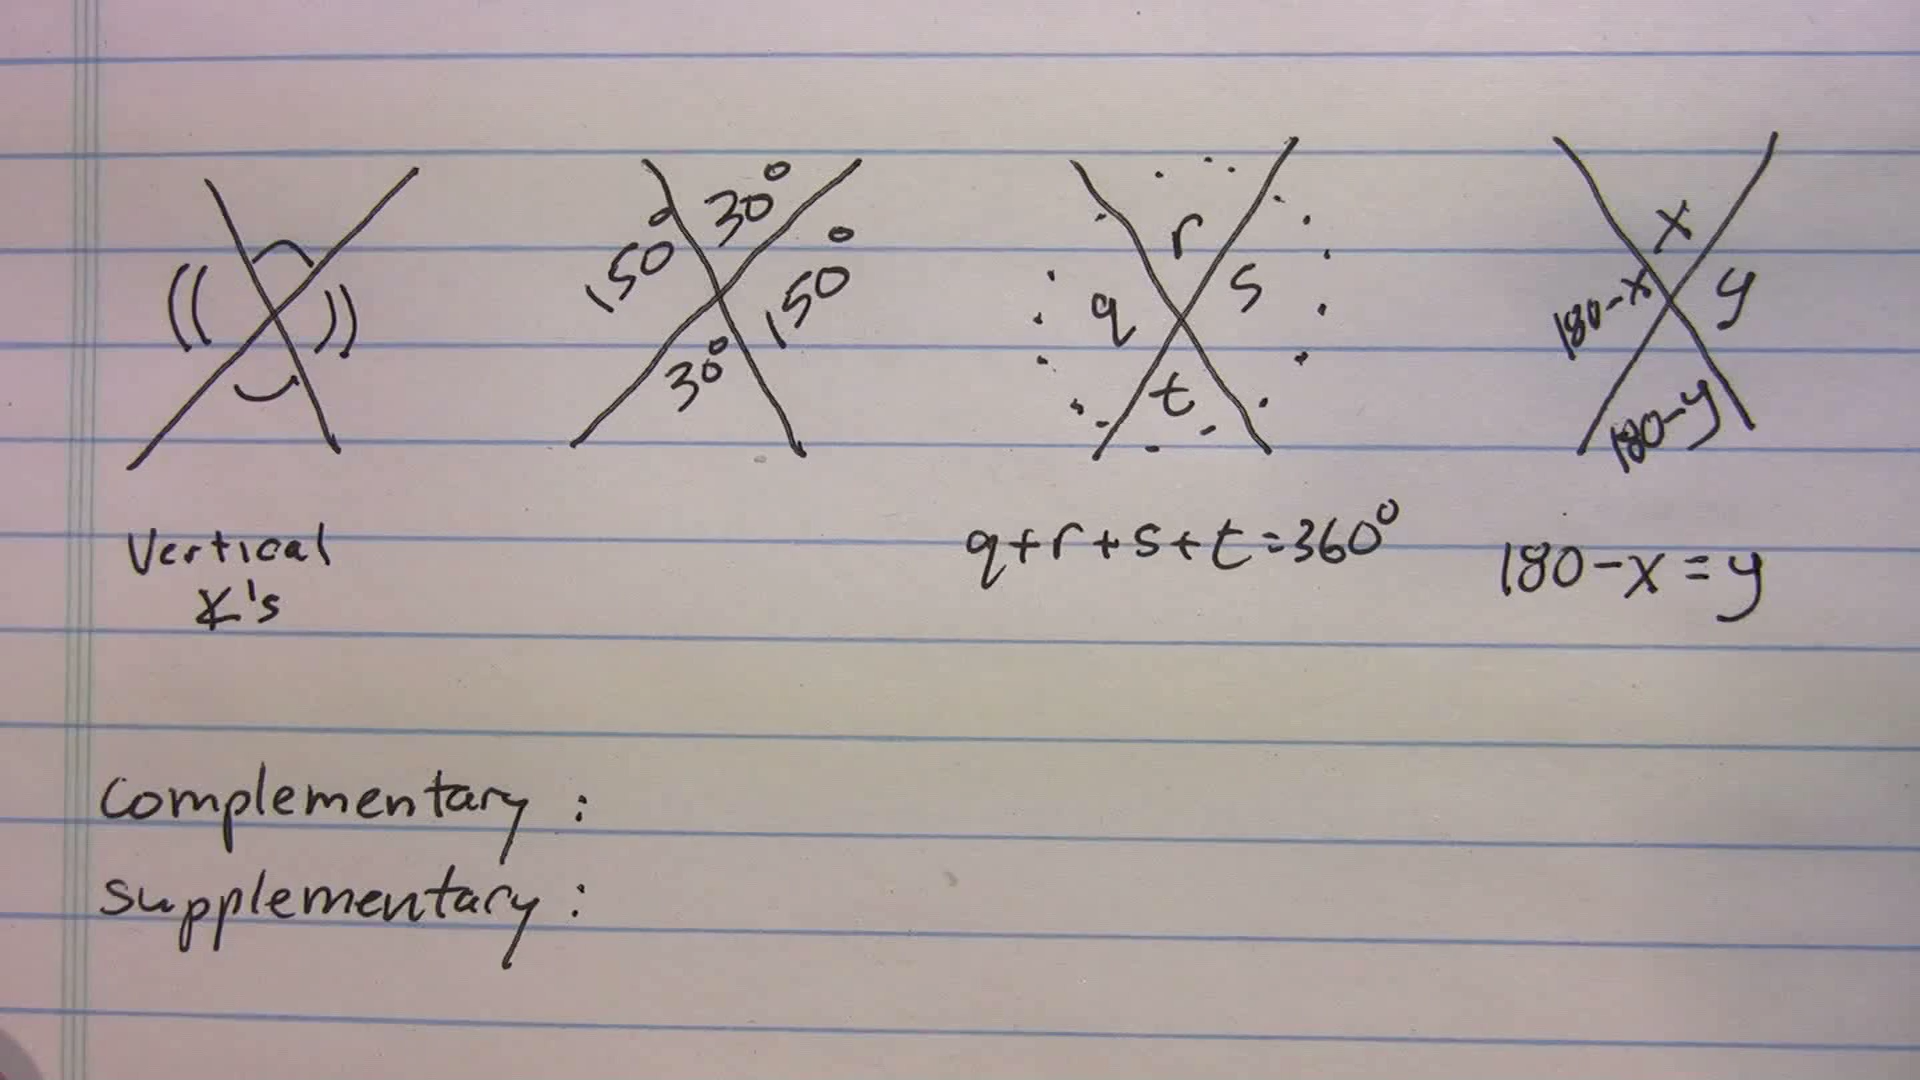 150° 30° 150° 30°
q r s t
180-x x y 180-y
Vertical
∡'s
q+r+s+t=360°
180-x=y
Complementary:
supplementary: